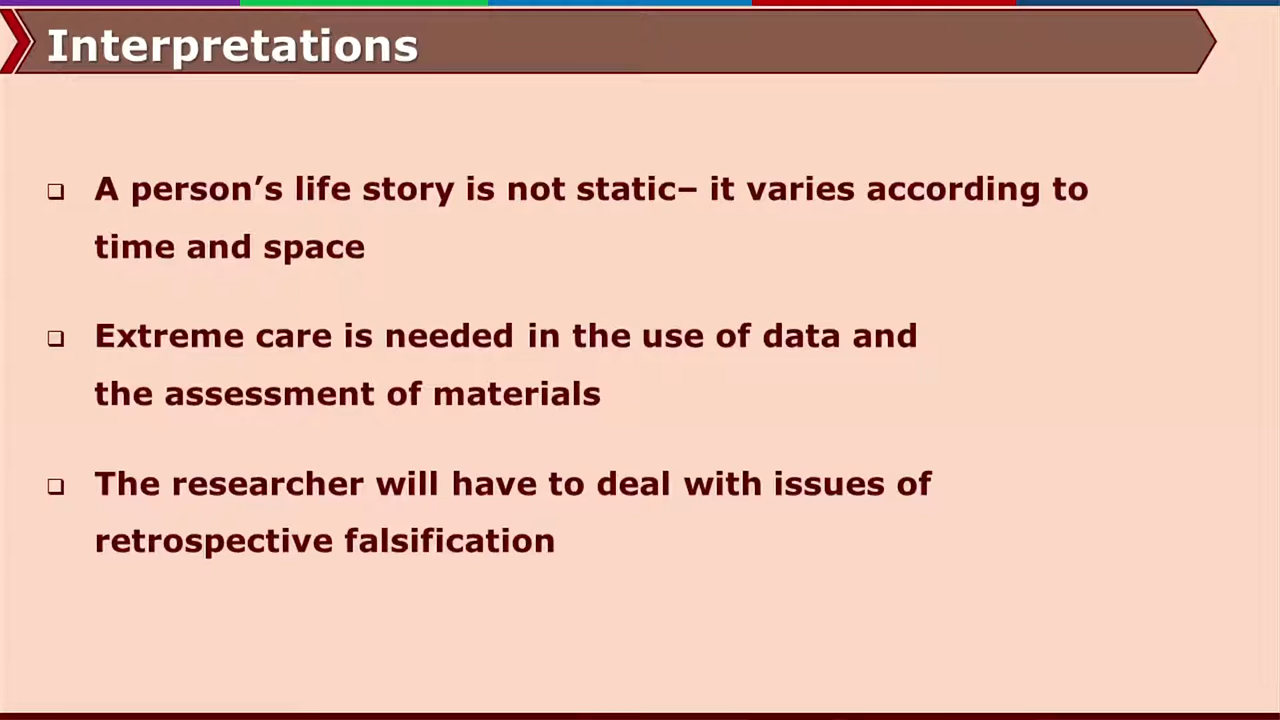 Interpretations
❑ A person’s life story is not static– it varies according to
time and space
❑ Extreme care is needed in the use of data and
the assessment of materials
❑ The researcher will have to deal with issues of
retrospective falsification